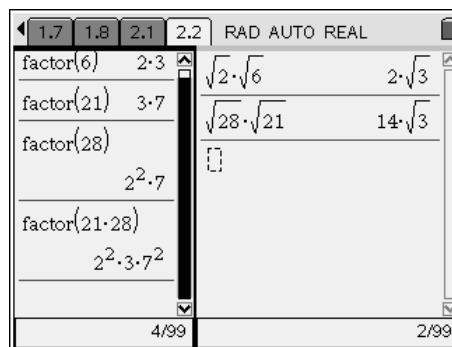 1.7 1.8 2.1 2.2 RAD AUTO REAL
factor(6) 2·3
factor(21) 3·7
factor(28)
2²·7
factor(21·28)
2²·3·7²
4/99
√2·√6 2·√3
√28·√21 14·√3
2/99